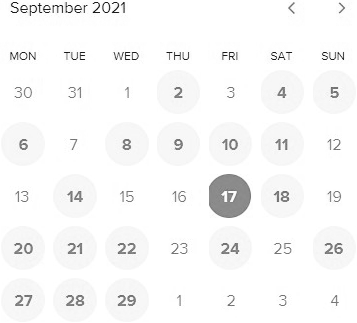 September 2021
MON TUE WED THU FRI SAT SUN
30 31 1 2 3 4 5
6 7 8 9 10 11 12
13 14 15 16 17 18 19
20 21 22 23 24 25 26
27 28 29 1 2 3 4